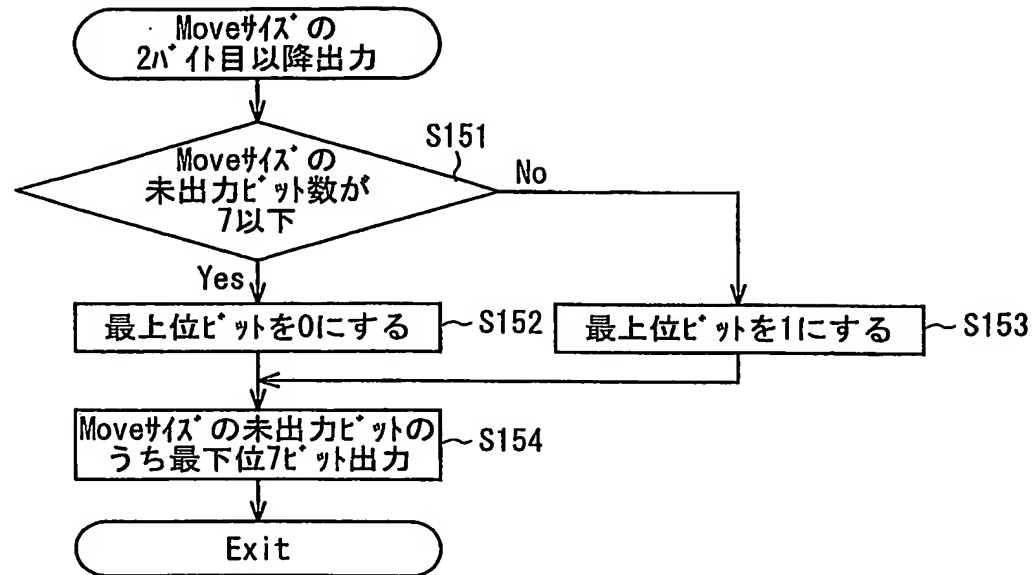 Moveｻｲｽﾞの
2ﾊﾞｲﾄ目以降出力
S151
Moveｻｲｽﾞの
未出力ﾋﾞｯﾄ数が
7以下
No
Yes
最上位ﾋﾞｯﾄを0にする
S152
最上位ﾋﾞｯﾄを1にする
S153
Moveｻｲｽﾞの未出力ﾋﾞｯﾄの
うち最下位7ﾋﾞｯﾄ出力
S154
Exit